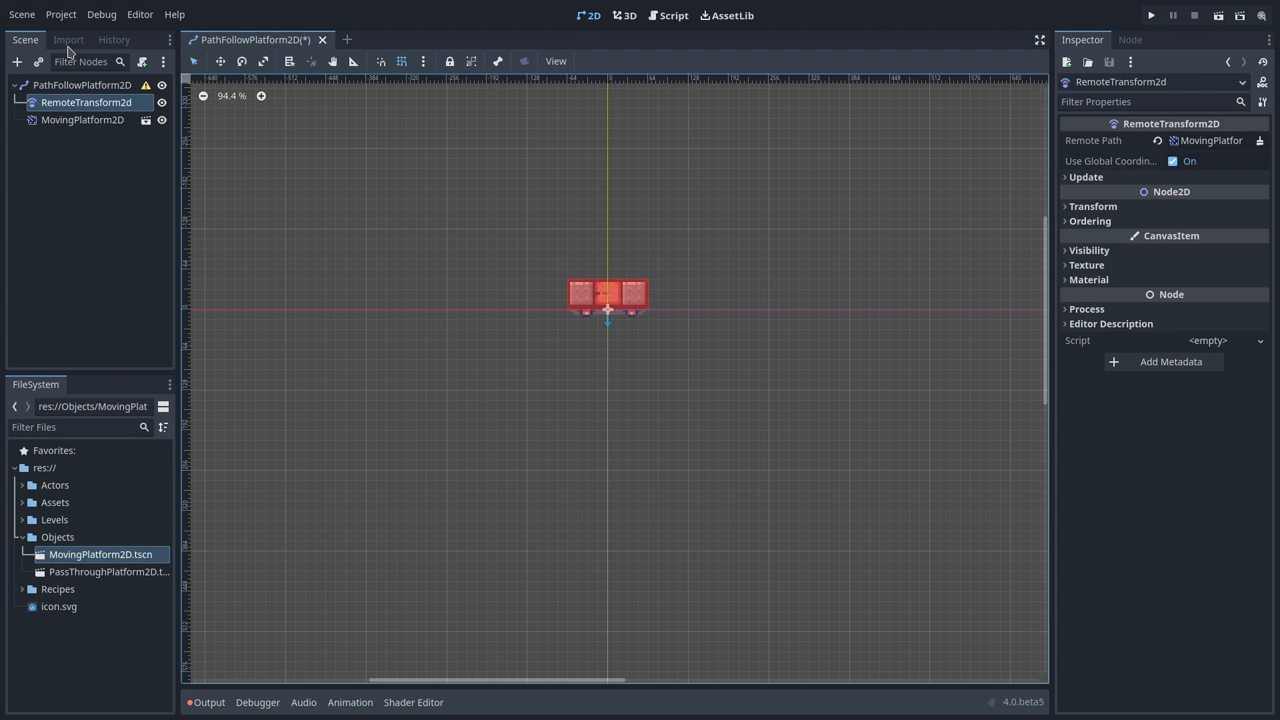 Scene Project Debug Editor Help
2D 3D Script AssetLib
Scene Import History
PathFollowPlatform2D(*)
Inspector Node
Filter Nodes
View
PathFollowPlatform2D
RemoteTransform2d
MovingPlatform2D
94.4 %
RemoteTransform2d
Filter Properties
RemoteTransform2D
Remote Path MovingPlatfor
Use Global Coordin... On
Update
Node2D
Transform
Ordering
CanvasItem
Visibility
Texture
Material
Node
Process
Editor Description
Script <empty>
Add Metadata
FileSystem
res://Objects/MovingPlat
Filter Files
Favorites:
res://
Actors
Assets
Levels
Objects
MovingPlatform2D.tscn
PassThroughPlatform2D.t...
Recipes
icon.svg
Output Debugger Audio Animation Shader Editor
4.0.beta5